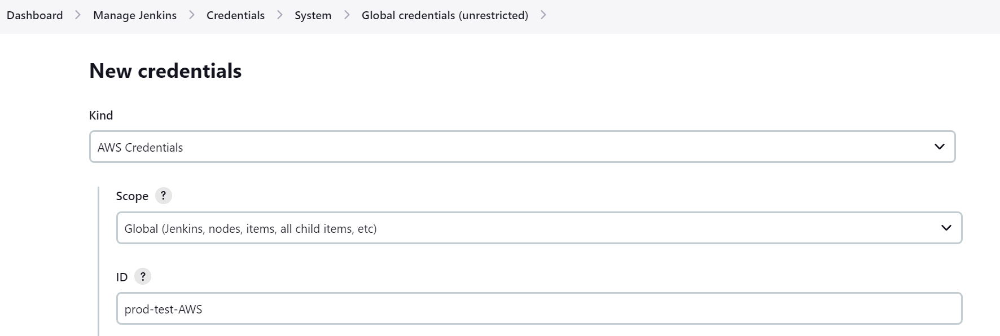 Dashboard > Manage Jenkins > Credentials > System > Global credentials (unrestricted) >
New credentials
Kind
AWS Credentials
Scope ?
Global (Jenkins, nodes, items, all child items, etc)
ID ?
prod-test-AWS